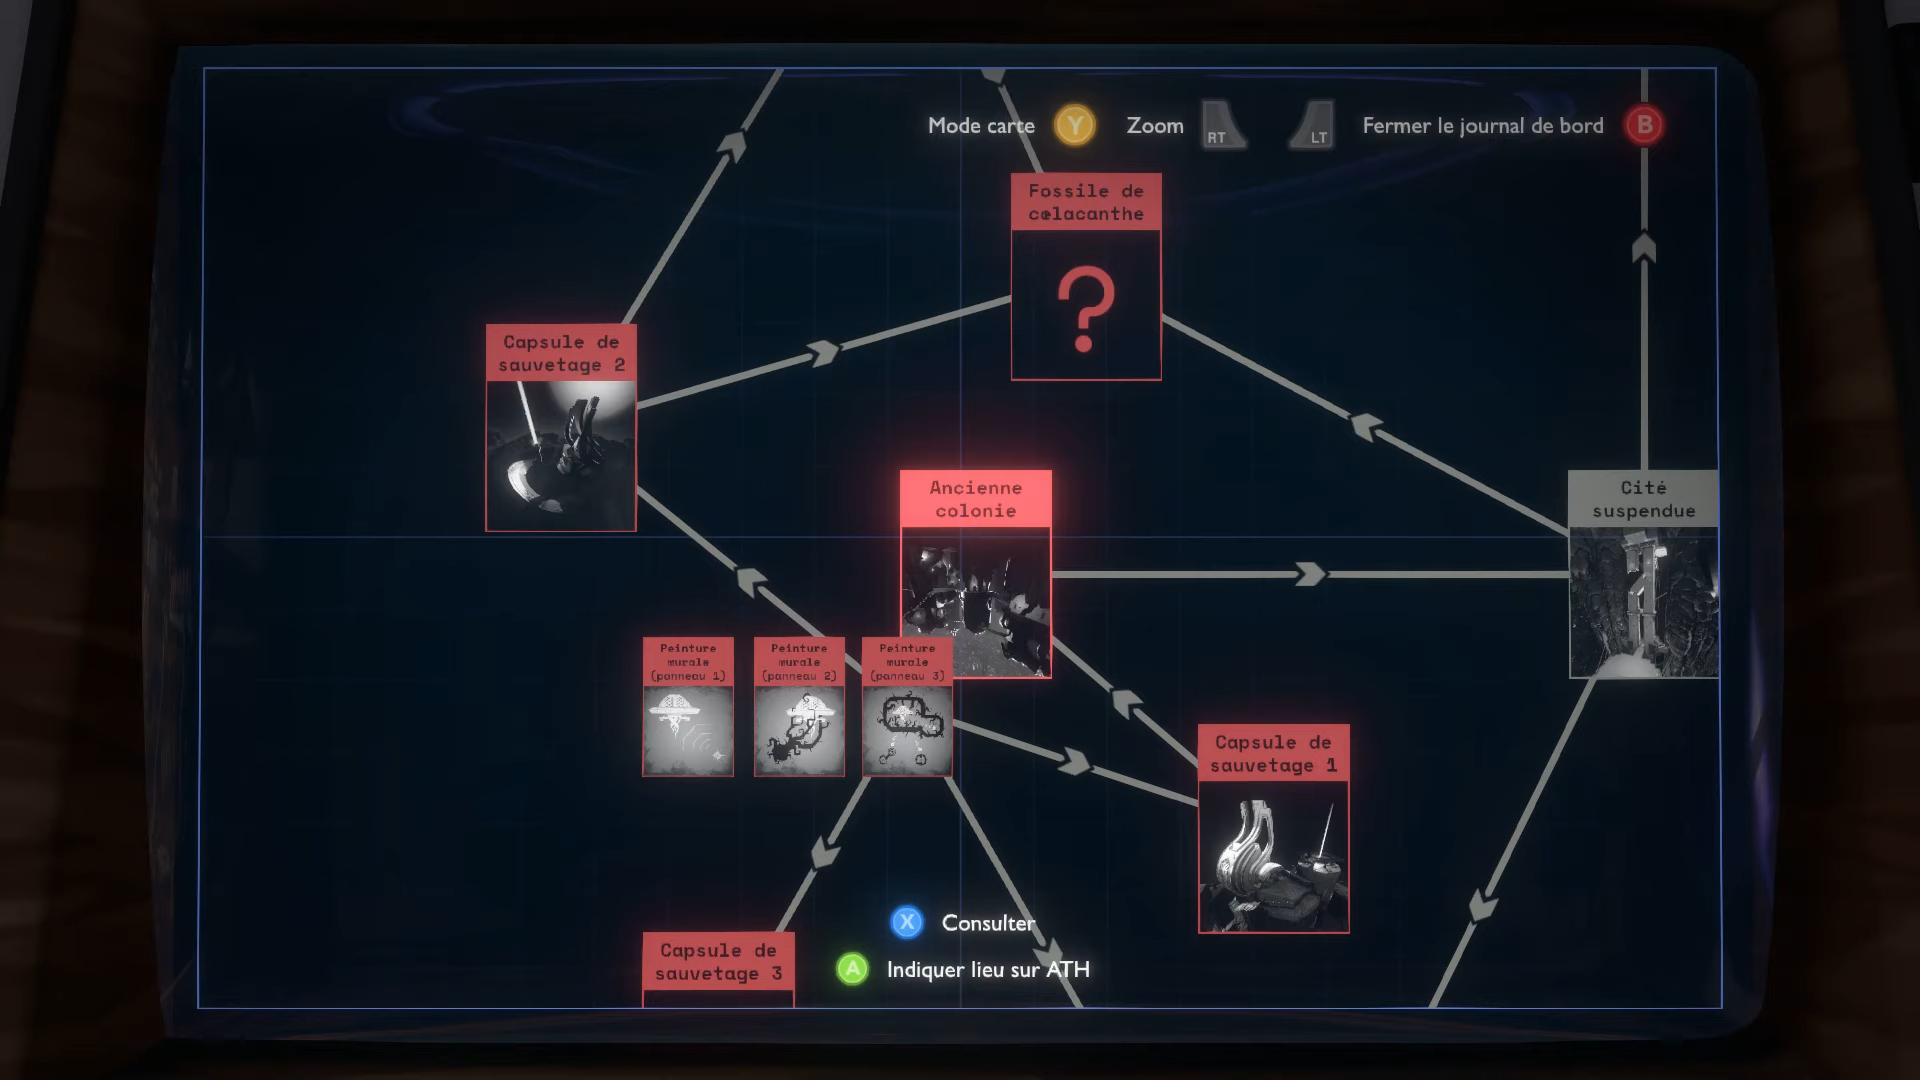 Mode carte Y Zoom RT LT Fermer le journal de bord B
Fossile de
cœlacanthe
?
Capsule de
sauvetage 2
Ancienne
colonie
Cité
suspendue
Peinture
murale
(panneau 1)
Peinture
murale
(panneau 2)
Peinture
murale
(panneau 3)
Capsule de
sauvetage 1
X Consulter
Capsule de
sauvetage 3
A Indiquer lieu sur ATH